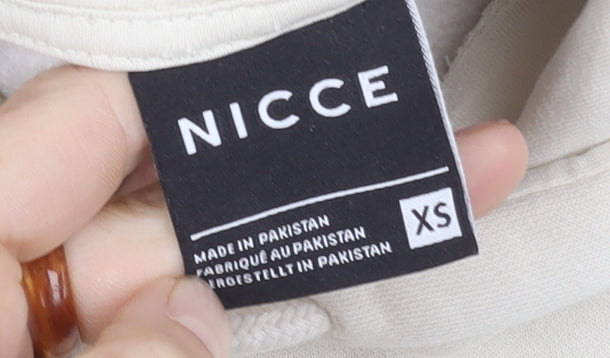 NICCE
XS
MADE IN PAKISTAN
FABRIQUÉ AU PAKISTAN
HERGESTELLT IN PAKISTAN